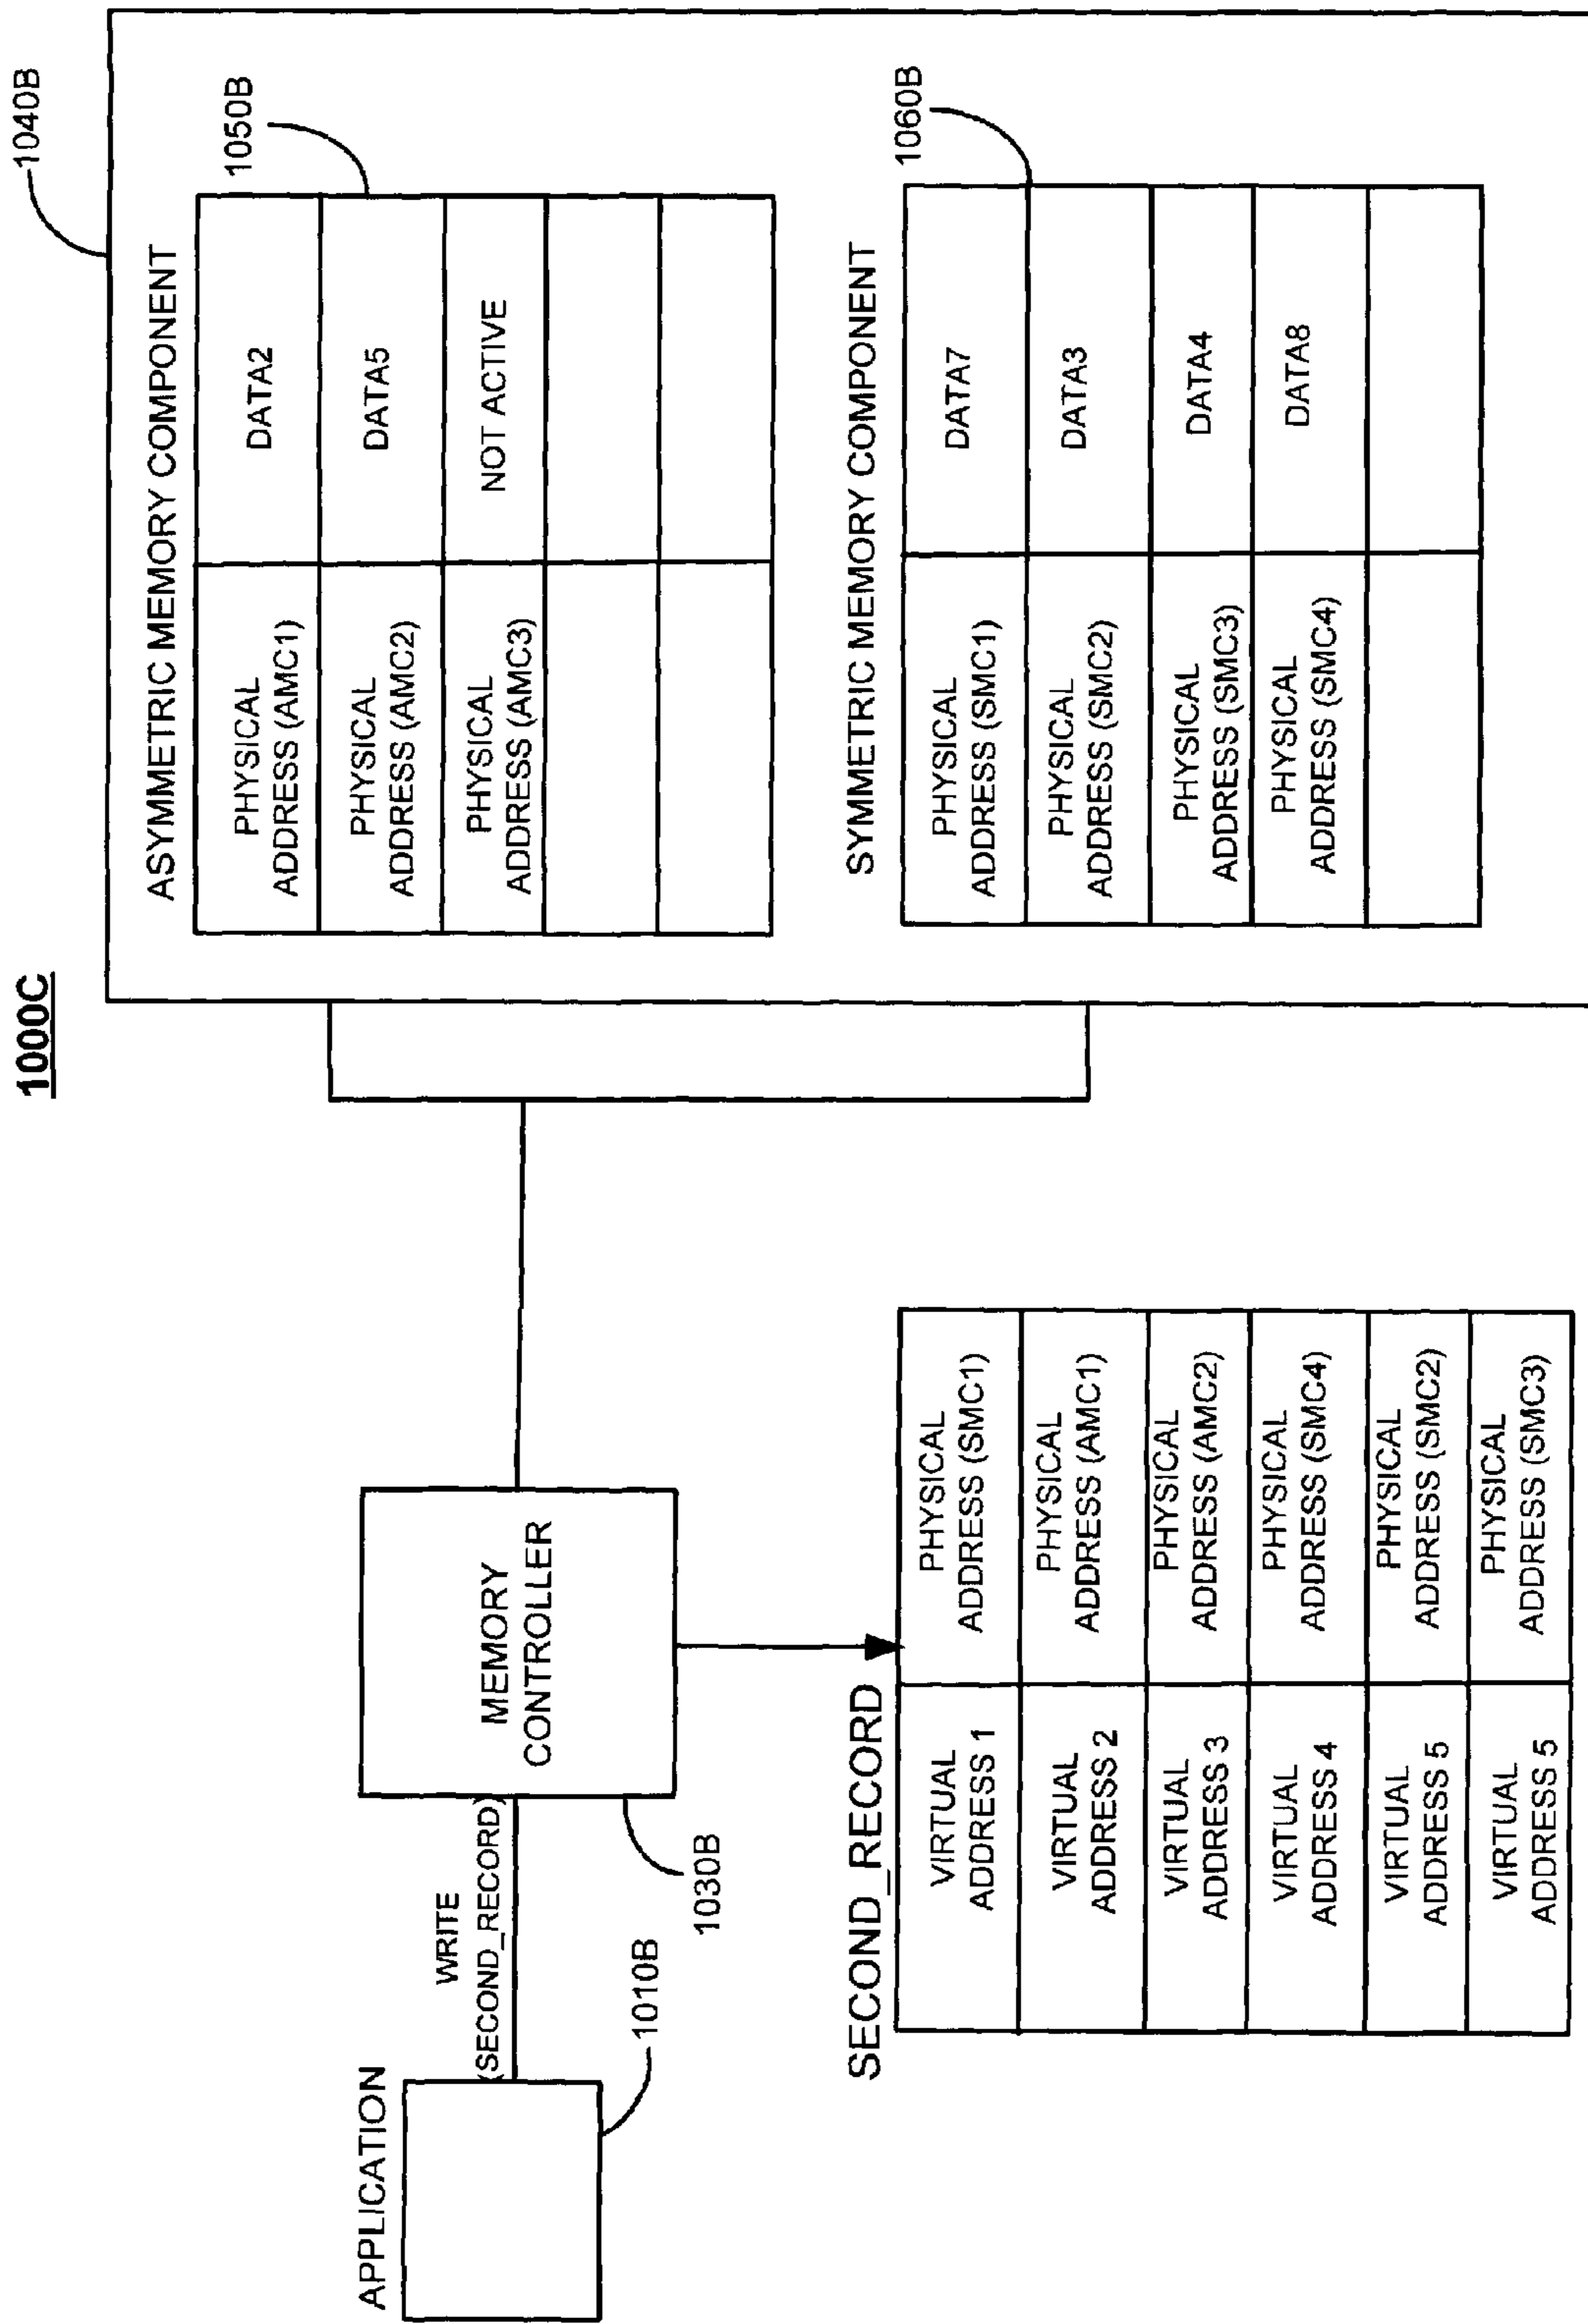 1000C
1040B
ASYMMETRIC MEMORY COMPONENT
1050B
PHYSICAL
ADDRESS (AMC1)
DATA2
PHYSICAL
ADDRESS (AMC2)
DATA5
PHYSICAL
ADDRESS (AMC3)
NOT ACTIVE
SYMMETRIC MEMORY COMPONENT
1060B
PHYSICAL
ADDRESS (SMC1)
DATA7
PHYSICAL
ADDRESS (SMC2)
DATA3
PHYSICAL
ADDRESS (SMC3)
DATA4
PHYSICAL
ADDRESS (SMC4)
DATA8
APPLICATION
1010B
WRITE
(SECOND_RECORD)
MEMORY
CONTROLLER
1030B
SECOND_RECORD
VIRTUAL
ADDRESS 1
PHYSICAL
ADDRESS (SMC1)
VIRTUAL
ADDRESS 2
PHYSICAL
ADDRESS (AMC1)
VIRTUAL
ADDRESS 3
PHYSICAL
ADDRESS (AMC2)
VIRTUAL
ADDRESS 4
PHYSICAL
ADDRESS (SMC4)
VIRTUAL
ADDRESS 5
PHYSICAL
ADDRESS (SMC2)
VIRTUAL
ADDRESS 5
PHYSICAL
ADDRESS (SMC3)